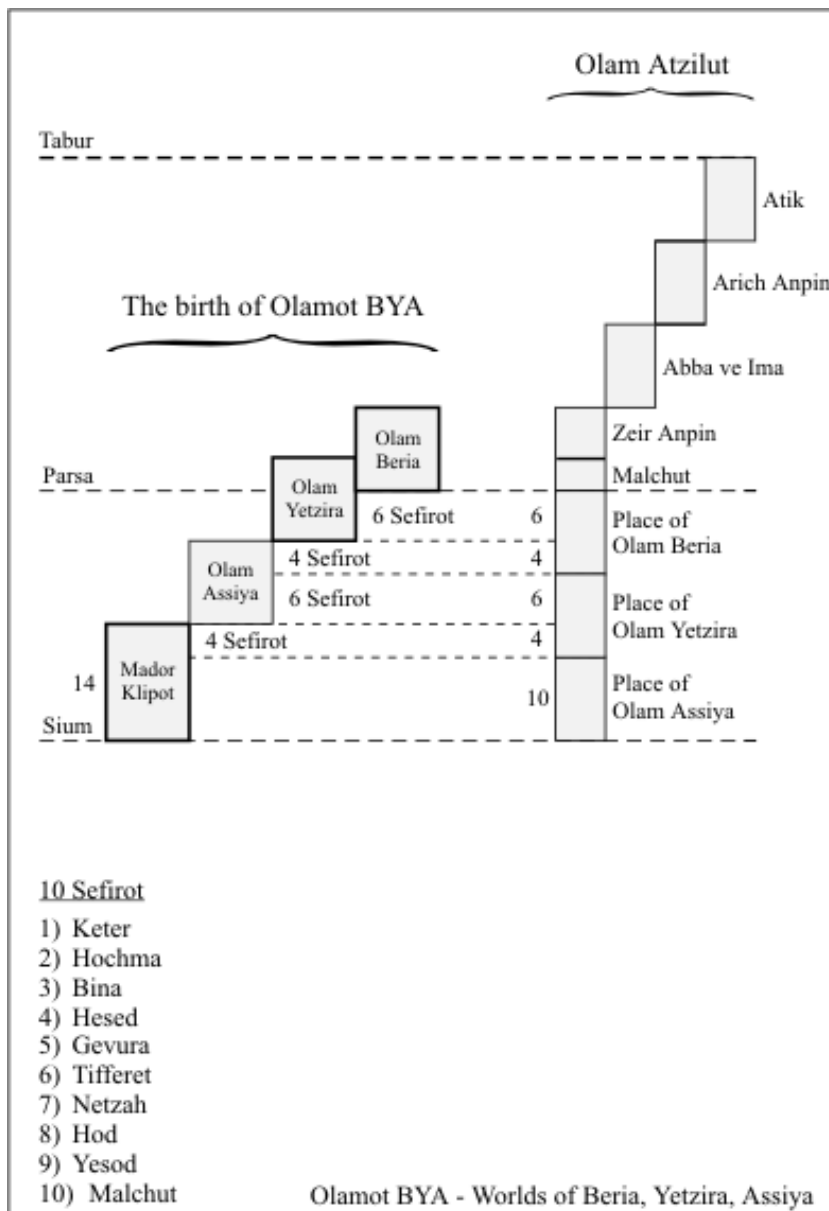 Olam Atzilut
Tabur
Atik
Arich Anpin
The birth of Olamot BYA
Abba ve Ima
Olam
Beria
Zeir Anpin
Parsa
Malchut
Olam
Yetzira
6 Sefirot
6
Place of
Olam Beria
4 Sefirot
4
Olam
Assiya
6 Sefirot
6
Place of
Olam Yetzira
4 Sefirot
4
14
Mador
Klipot
10
Place of
Olam Assiya
Sium
10 Sefirot
1) Keter
2) Hochma
3) Bina
4) Hesed
5) Gevura
6) Tifferet
7) Netzah
8) Hod
9) Yesod
10) Malchut
Olamot BYA - Worlds of Beria, Yetzira, Assiya